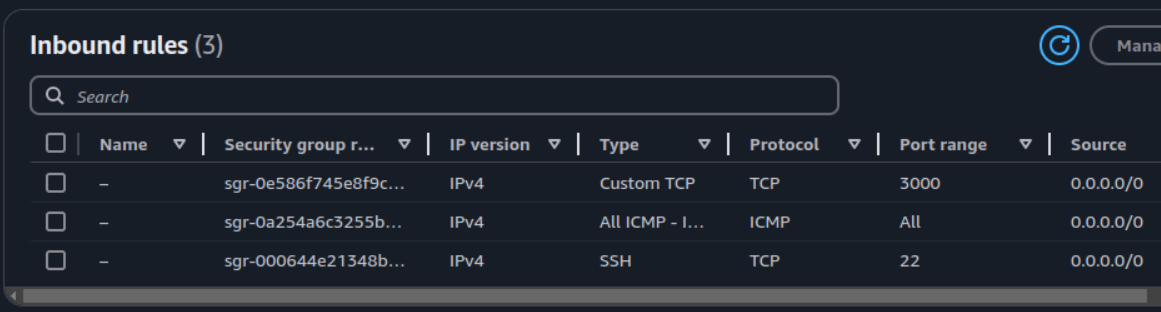 Inbound rules (3)
Mana
Search
Name Security group r... IP version Type Protocol Port range Source
– sgr-0e586f745e8f9c... IPv4 Custom TCP TCP 3000 0.0.0.0/0
– sgr-0a254a6c3255b... IPv4 All ICMP - I... ICMP All 0.0.0.0/0
– sgr-000644e21348b... IPv4 SSH TCP 22 0.0.0.0/0